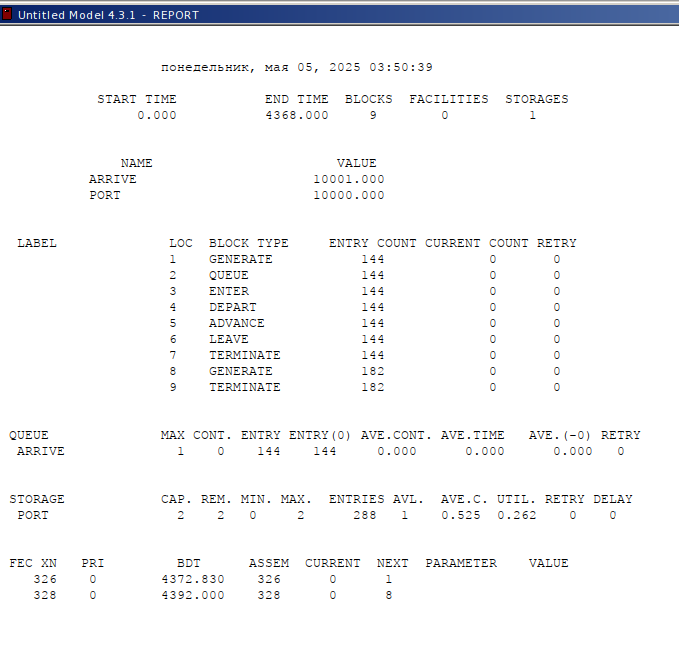 Untitled Model 4.3.1 - REPORT
понедельник, мая 05, 2025 03:50:39
START TIME END TIME BLOCKS FACILITIES STORAGES
0.000 4368.000 9 0 1
NAME VALUE
ARRIVE 10001.000
PORT 10000.000
LABEL LOC BLOCK TYPE ENTRY COUNT CURRENT COUNT RETRY
1 GENERATE 144 0 0
2 QUEUE 144 0 0
3 ENTER 144 0 0
4 DEPART 144 0 0
5 ADVANCE 144 0 0
6 LEAVE 144 0 0
7 TERMINATE 144 0 0
8 GENERATE 182 0 0
9 TERMINATE 182 0 0
QUEUE MAX CONT. ENTRY ENTRY(0) AVE.CONT. AVE.TIME AVE.(-0) RETRY
ARRIVE 1 0 144 144 0.000 0.000 0.000 0
STORAGE CAP. REM. MIN. MAX. ENTRIES AVL. AVE.C. UTIL. RETRY DELAY
PORT 2 2 0 2 288 1 0.525 0.262 0 0
FEC XN PRI BDT ASSEM CURRENT NEXT PARAMETER VALUE
326 0 4372.830 326 0 1
328 0 4392.000 328 0 8